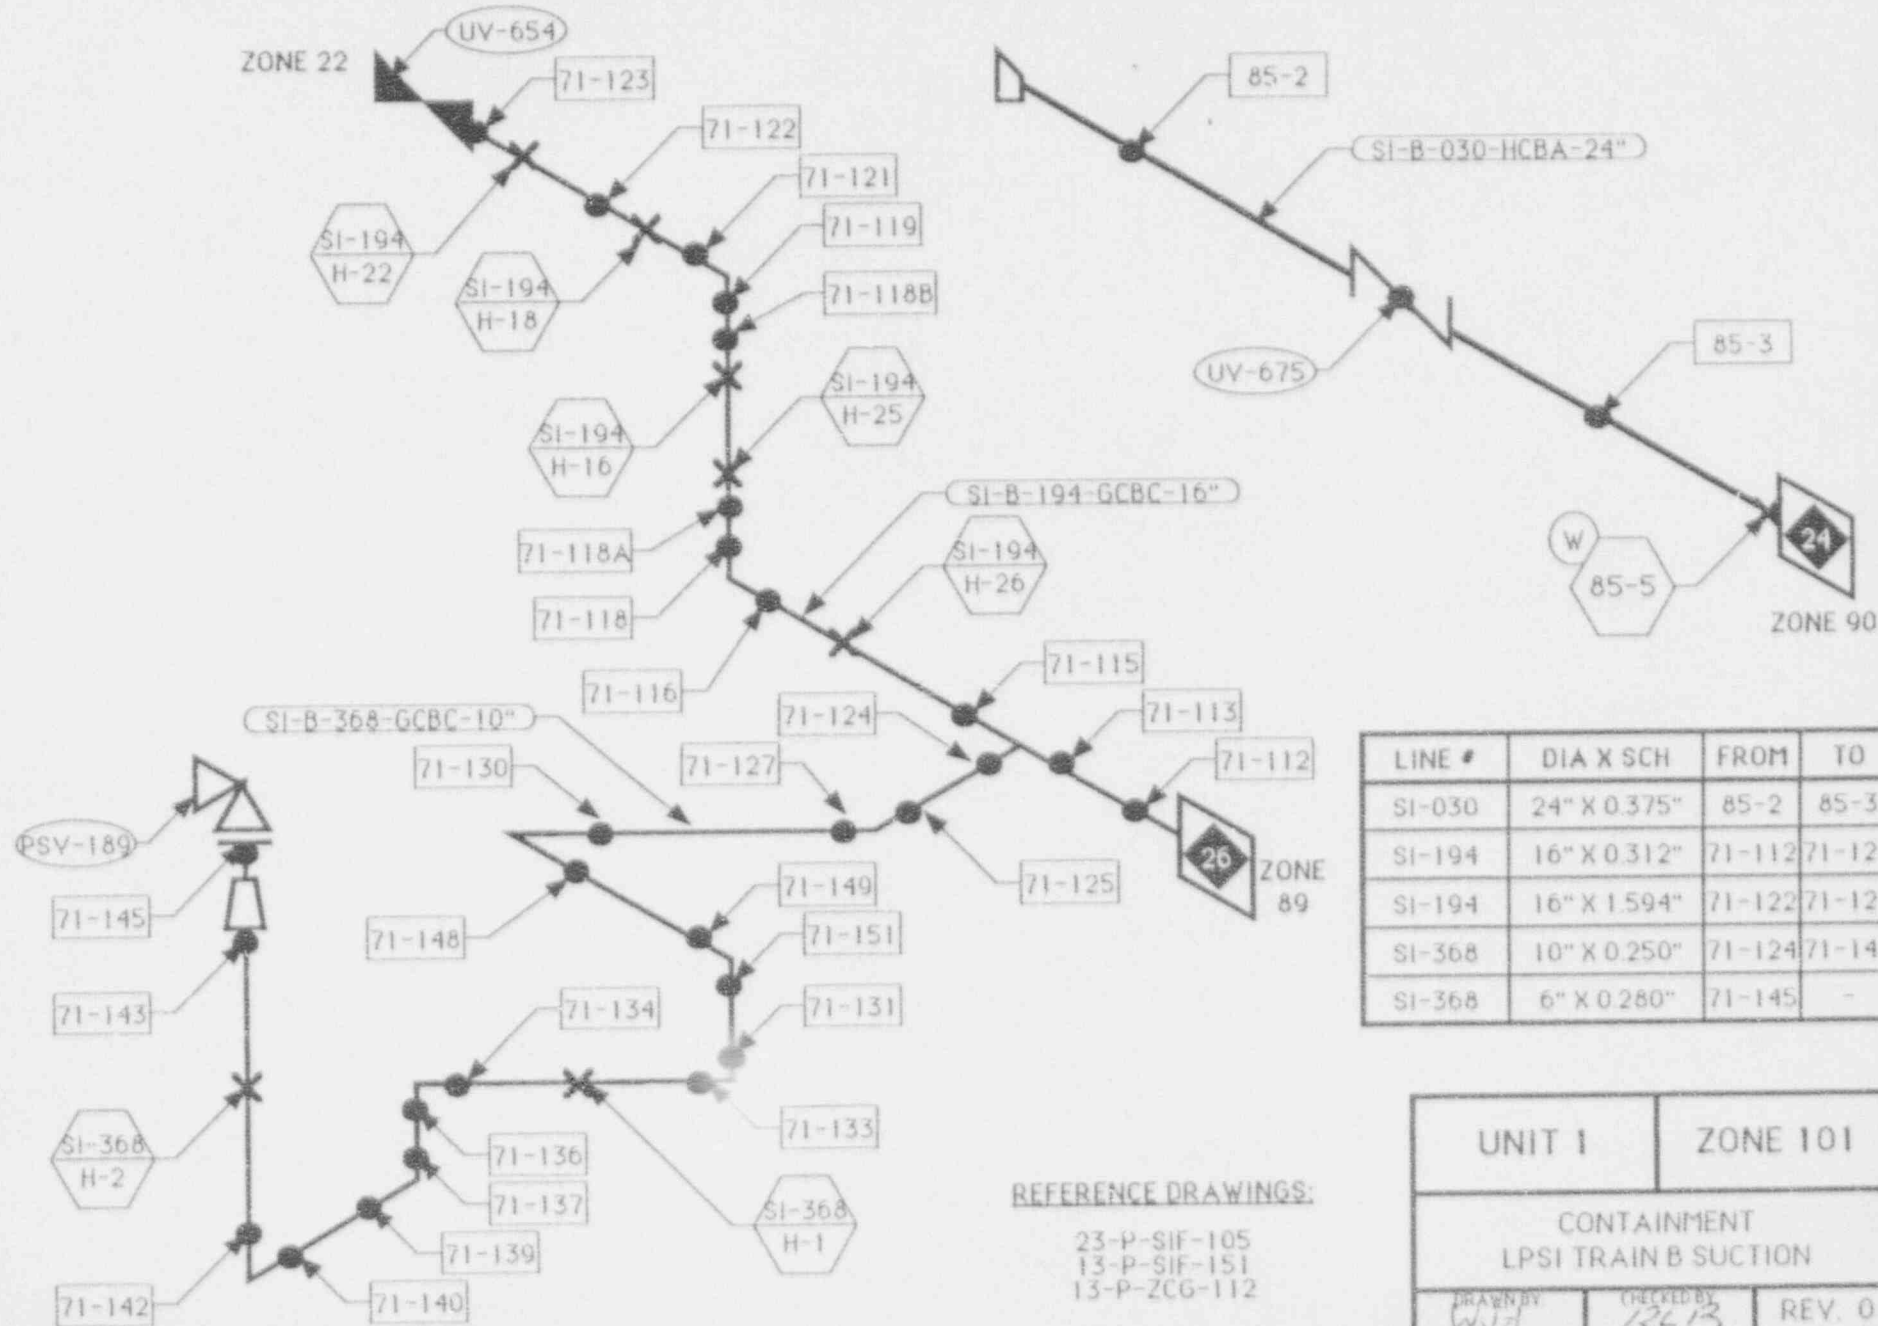 ZONE 22
UV-654
71-123
71-122
71-121
71-119
71-118B
SI-194
H-22
SI-194
H-18
SI-194
H-16
SI-194
H-25
71-118A
71-118
SI-B-194-GCBC-16"
SI-194
H-26
71-116
71-115
71-124
71-113
71-112
26
ZONE
89
SI-B-368-GCBC-10"
71-130
71-127
71-125
PSV-189
71-145
71-143
71-148
71-149
71-151
71-131
71-134
71-133
SI-368
H-2
71-136
71-137
71-139
71-140
71-142
SI-368
H-1
85-2
SI-B-030-HCBA-24"
UV-675
85-3
W
85-5
24
ZONE 90
LINE # DIA X SCH FROM TO
SI-030 24" X 0.375" 85-2 85-3
SI-194 16" X 0.312" 71-112 71-12
SI-194 16" X 1.594" 71-122 71-12
SI-368 10" X 0.250" 71-124 71-14
SI-368 6" X 0.280" 71-145 -
REFERENCE DRAWINGS:
23-P-SIF-105
13-P-SIF-151
13-P-ZCG-112
UNIT 1 ZONE 101
CONTAINMENT
LPSI TRAIN B SUCTION
DRAWN BY CHECKED BY REV. 0